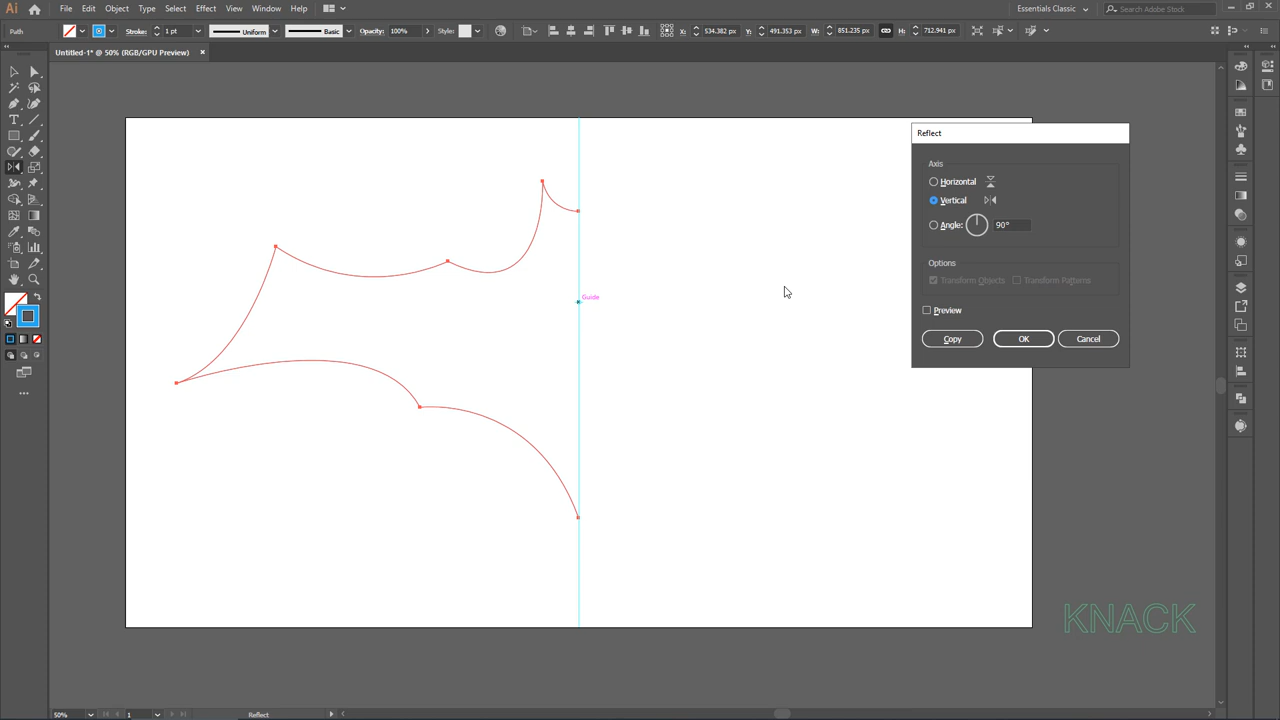 Ai File Edit Object Type Select Effect View Window Help Essentials Classic Search Adobe Stock
Path Stroke: 1 pt Uniform Basic Opacity: 100% Style: X: 534.382 px Y: 491.353 px W: 851.235 px H: 712.941 px
Untitled-1* @ 50% (RGB/GPU Preview) ×
Reflect
Axis
Horizontal
Vertical
Angle: 90°
Options
Transform Objects Transform Patterns
Guide
Preview
Copy OK Cancel
KNACK
50% 1 Reflect